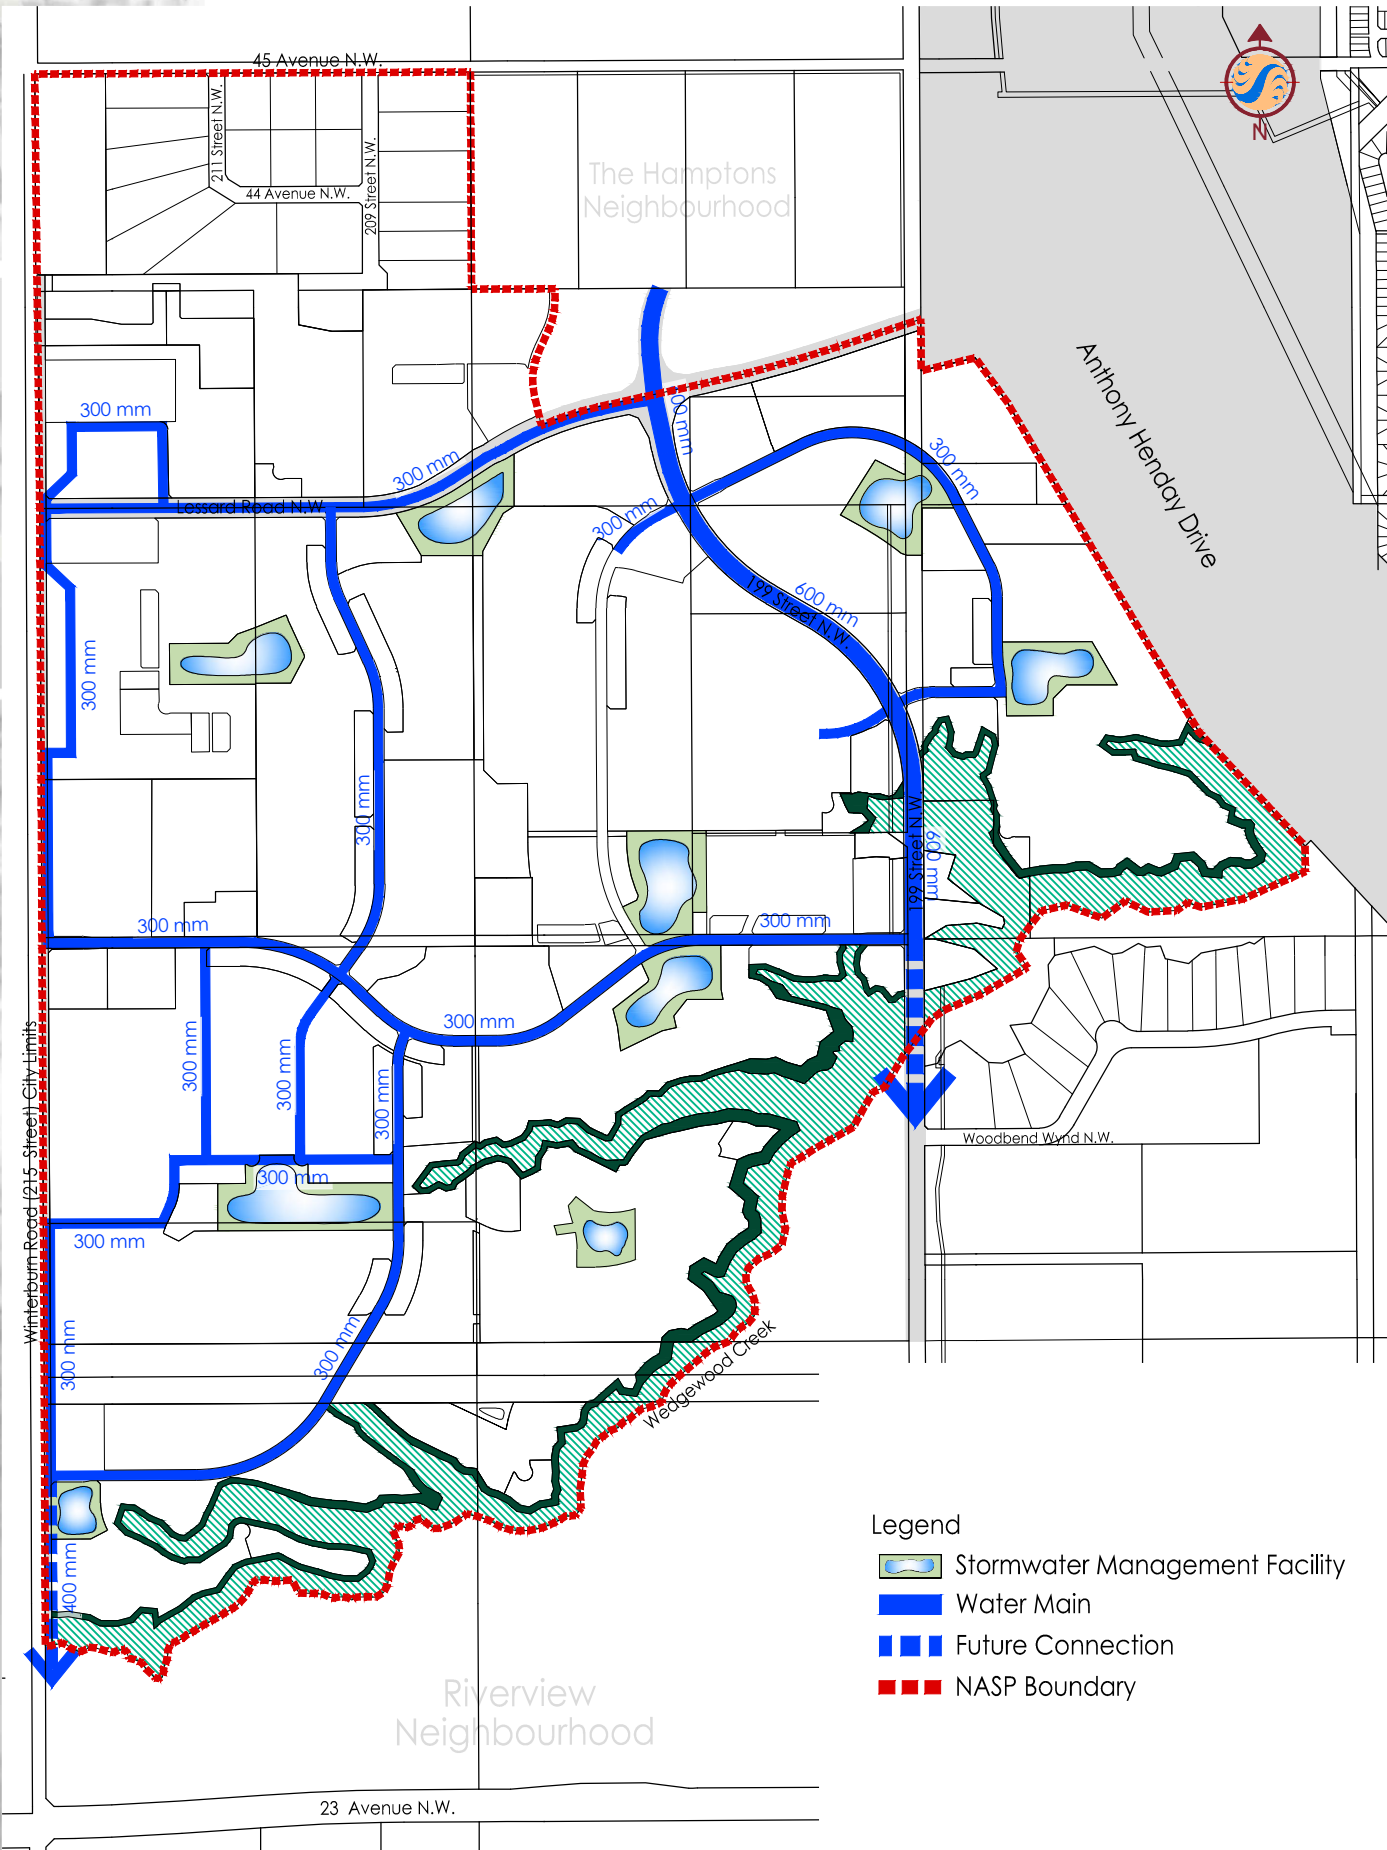 45 Avenue N.W.
211 Street N.W.
44 Avenue N.W.
209 Street N.W.
The Hamptons
Neighbourhood
N
Anthony Henday Drive
300 mm
300 mm
300 mm
300 mm
Lessard Road N.W.
199 Street N.W.
600 mm
300 mm
300 mm
199 Street N.W.
600 mm
300 mm
300 mm
300 mm
300 mm
300 mm
300 mm
300 mm
300 mm
Winterburn Road (215 Street) City Limits
Woodbend Wynd N.W.
300 mm
300 mm
300 mm
Wedgewood Creek
400 mm
Legend
Stormwater Management Facility
Water Main
Future Connection
NASP Boundary
Riverview
Neighbourhood
23 Avenue N.W.